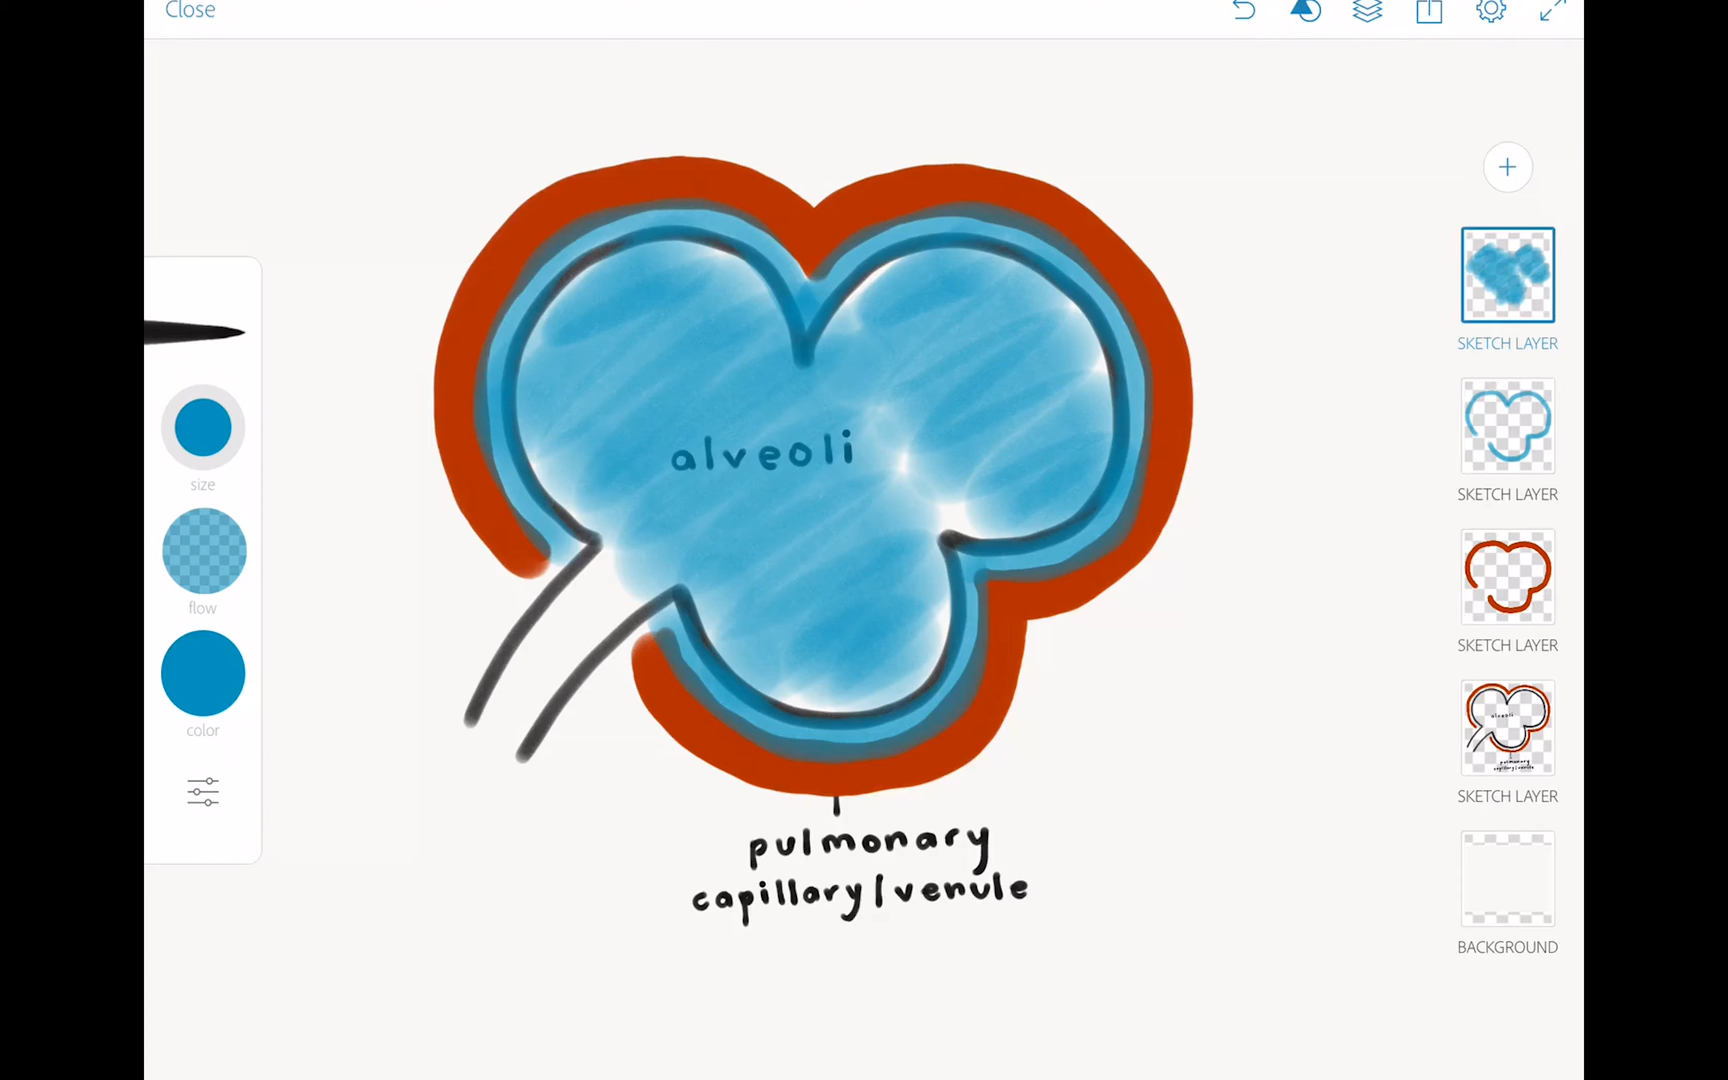 Close
alveoli
pulmonary
capillary/venule
size
flow
color
SKETCH LAYER
SKETCH LAYER
SKETCH LAYER
SKETCH LAYER
BACKGROUND